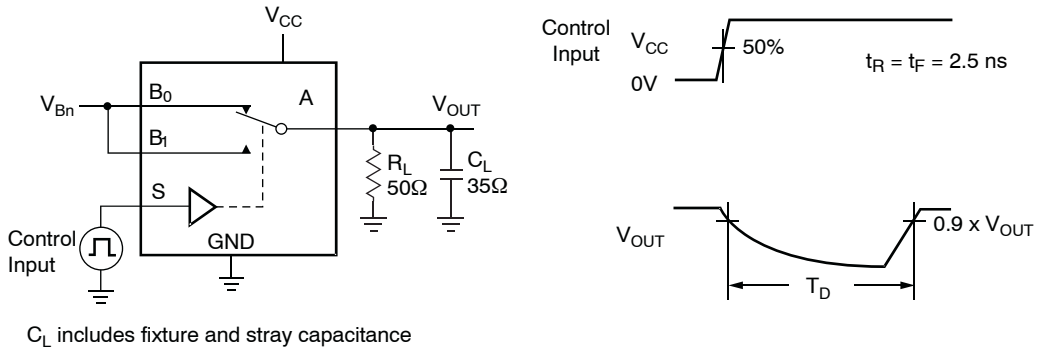 V_CC
V_Bn
B_0
A
V_OUT
B_1
R_L
50Ω
C_L
35Ω
S
GND
Control
Input
C_L includes fixture and stray capacitance
Control
Input
V_CC
50%
0V
t_R = t_F = 2.5 ns
V_OUT
0.9 x V_OUT
T_D